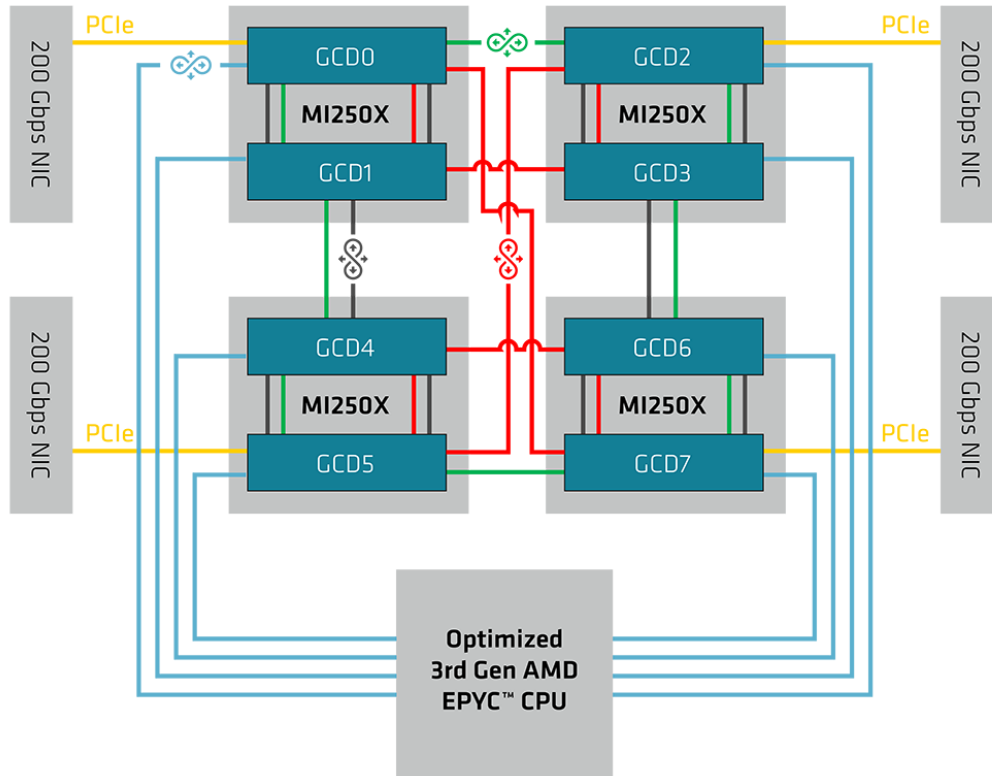 PCIe
PCIe
200 Gbps NIC
GCD0
GCD2
200 Gbps NIC
MI250X
MI250X
GCD1
GCD3
200 Gbps NIC
GCD4
GCD6
200 Gbps NIC
MI250X
MI250X
PCIe
PCIe
GCD5
GCD7
Optimized
3rd Gen AMD
EPYC™ CPU